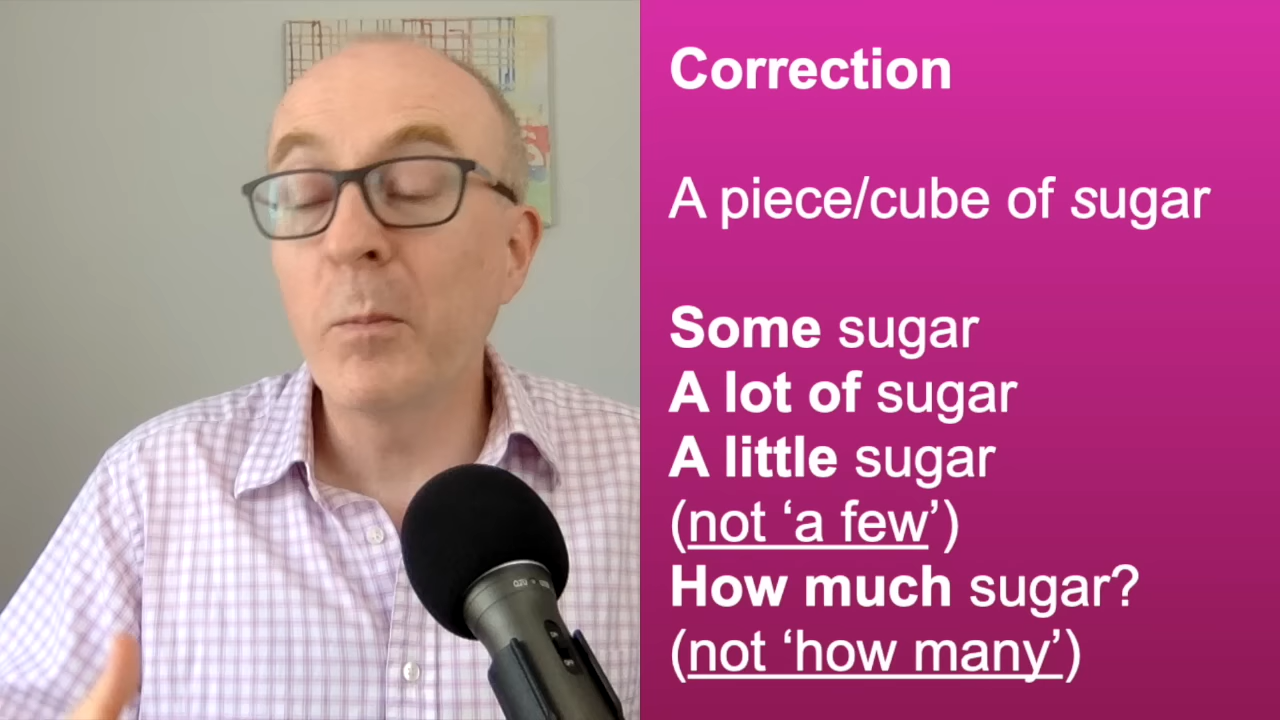 Correction
A piece/cube of sugar
Some sugar
A lot of sugar
A little sugar
(not ‘a few’)
How much sugar?
(not ‘how many’)